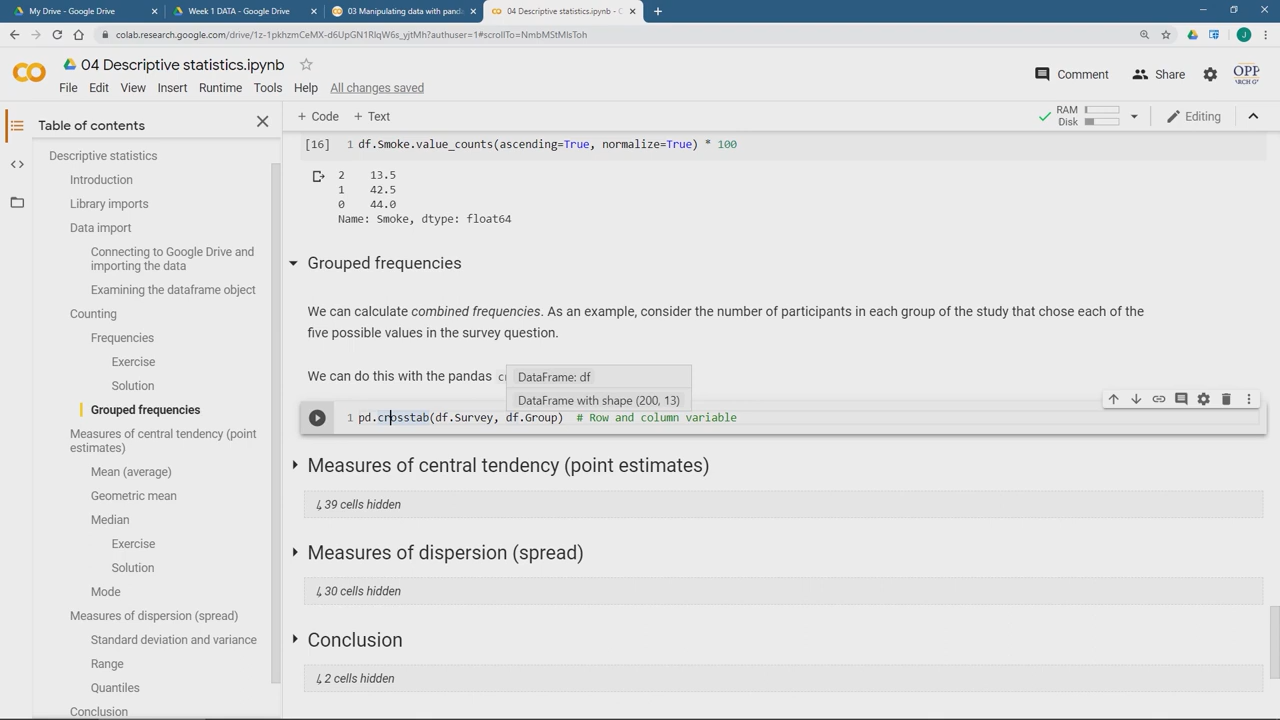 My Drive - Google Drive
Week 1 DATA - Google Drive
03 Manipulating data with pand
04 Descriptive statistics.ipynb - C
colab.research.google.com/drive/1z-1pkhzmCeMX-d6UpGN1RIqW6s_yjtMh?authuser=1#scrollTo=NmbMStMlsToh
J
04 Descriptive statistics.ipynb
File Edit View Insert Runtime Tools Help All changes saved
Comment Share
OPP
ARCH G
Table of contents
+ Code + Text
RAM
Disk
Editing
Descriptive statistics
Introduction
Library imports
Data import
Connecting to Google Drive and
importing the data
Examining the dataframe object
Counting
Frequencies
Exercise
Solution
Grouped frequencies
Measures of central tendency (point
estimates)
Mean (average)
Geometric mean
Median
Exercise
Solution
Mode
Measures of dispersion (spread)
Standard deviation and variance
Range
Quantiles
Conclusion
[16] 1 df.Smoke.value_counts(ascending=True, normalize=True) * 100
2 13.5
1 42.5
0 44.0
Name: Smoke, dtype: float64
Grouped frequencies
We can calculate combined frequencies. As an example, consider the number of participants in each group of the study that chose each of the
five possible values in the survey question.
We can do this with the pandas c
DataFrame: df
DataFrame with shape (200, 13)
1 pd.crosstab(df.Survey, df.Group) # Row and column variable
Measures of central tendency (point estimates)
39 cells hidden
Measures of dispersion (spread)
30 cells hidden
Conclusion
2 cells hidden